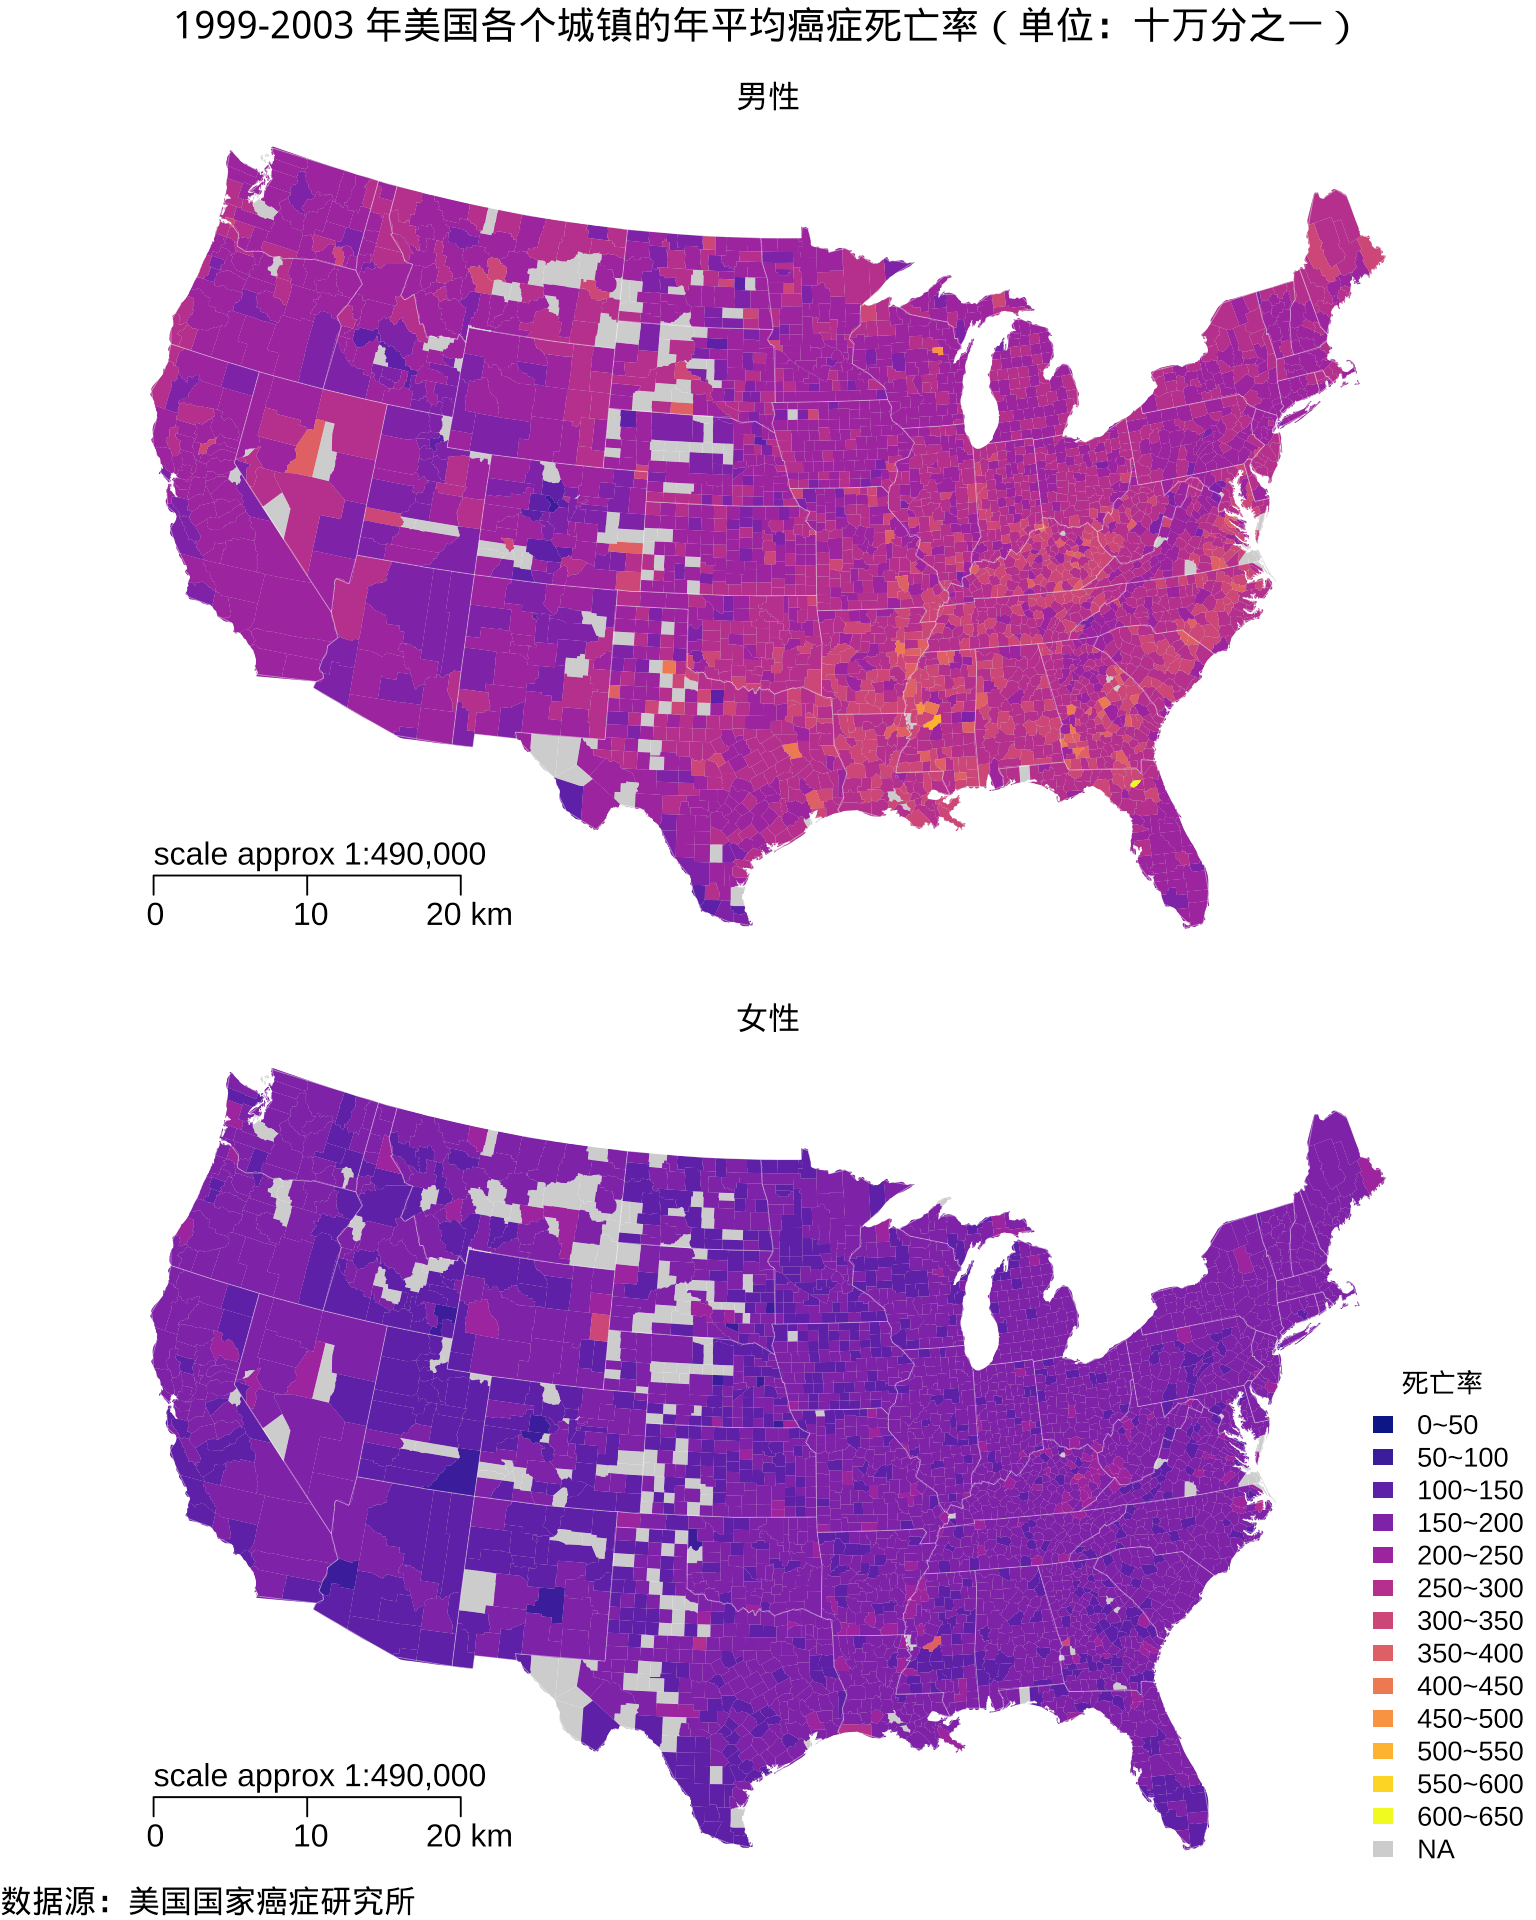 1999-2003 年美国各个城镇的年平均癌症死亡率（单位：十万分之一）
男性
scale approx 1:490,000
0 10 20 km
女性
死亡率
0~50
50~100
100~150
150~200
200~250
250~300
300~350
350~400
400~450
450~500
500~550
550~600
600~650
NA
scale approx 1:490,000
0 10 20 km
数据源：美国国家癌症研究所